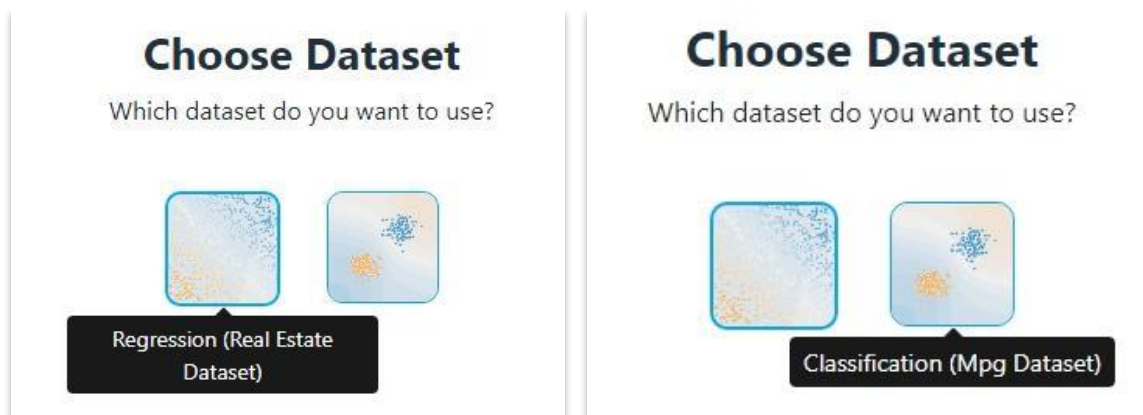 Choose Dataset
Which dataset do you want to use?
Regression (Real Estate
Dataset)
Choose Dataset
Which dataset do you want to use?
Classification (Mpg Dataset)